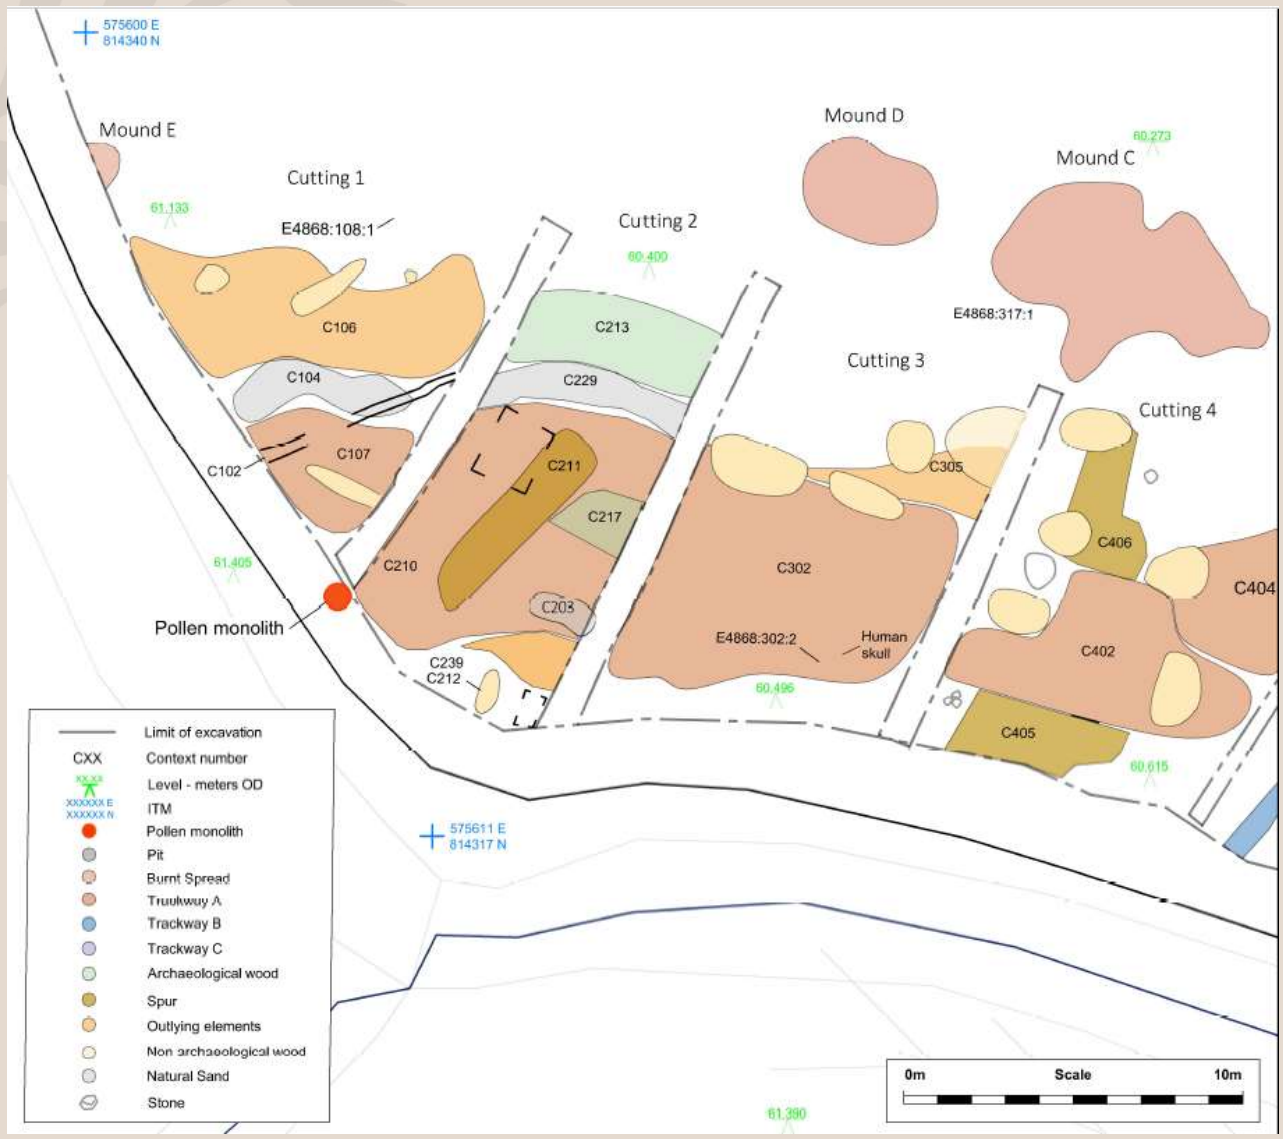 575600 E
814340 N
Mound E
Mound D
60.273
Mound C
Cutting 1
61.133
E4868:108:1
Cutting 2
60.400
C106
C213
E4868:317:1
Cutting 3
C104
C229
Cutting 4
C102
C107
C211
C305
C217
C406
61.405
C210
C302
C404
C203
Pollen monolith
E4868:302:2
Human
skull
C402
C239
C212
60.496
C405
60.615
Limit of excavation
CXX
Context number
XX.XX
Level - meters OD
XXXXXX E
XXXXXX N
ITM
Pollen monolith
Pit
Burnt Spread
Trackway A
Trackway B
Trackway C
Archaeological wood
Spur
Outlying elements
Non archaeological wood
Natural Sand
Stone
575611 E
814317 N
0m
Scale
10m
61.390